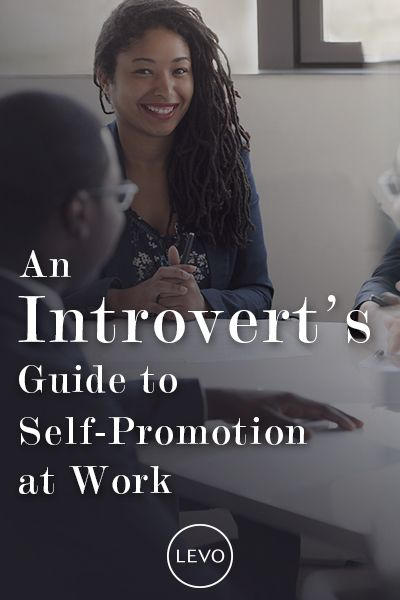 An
Introvert's
Guide to
Self-Promotion
at Work
LEVO